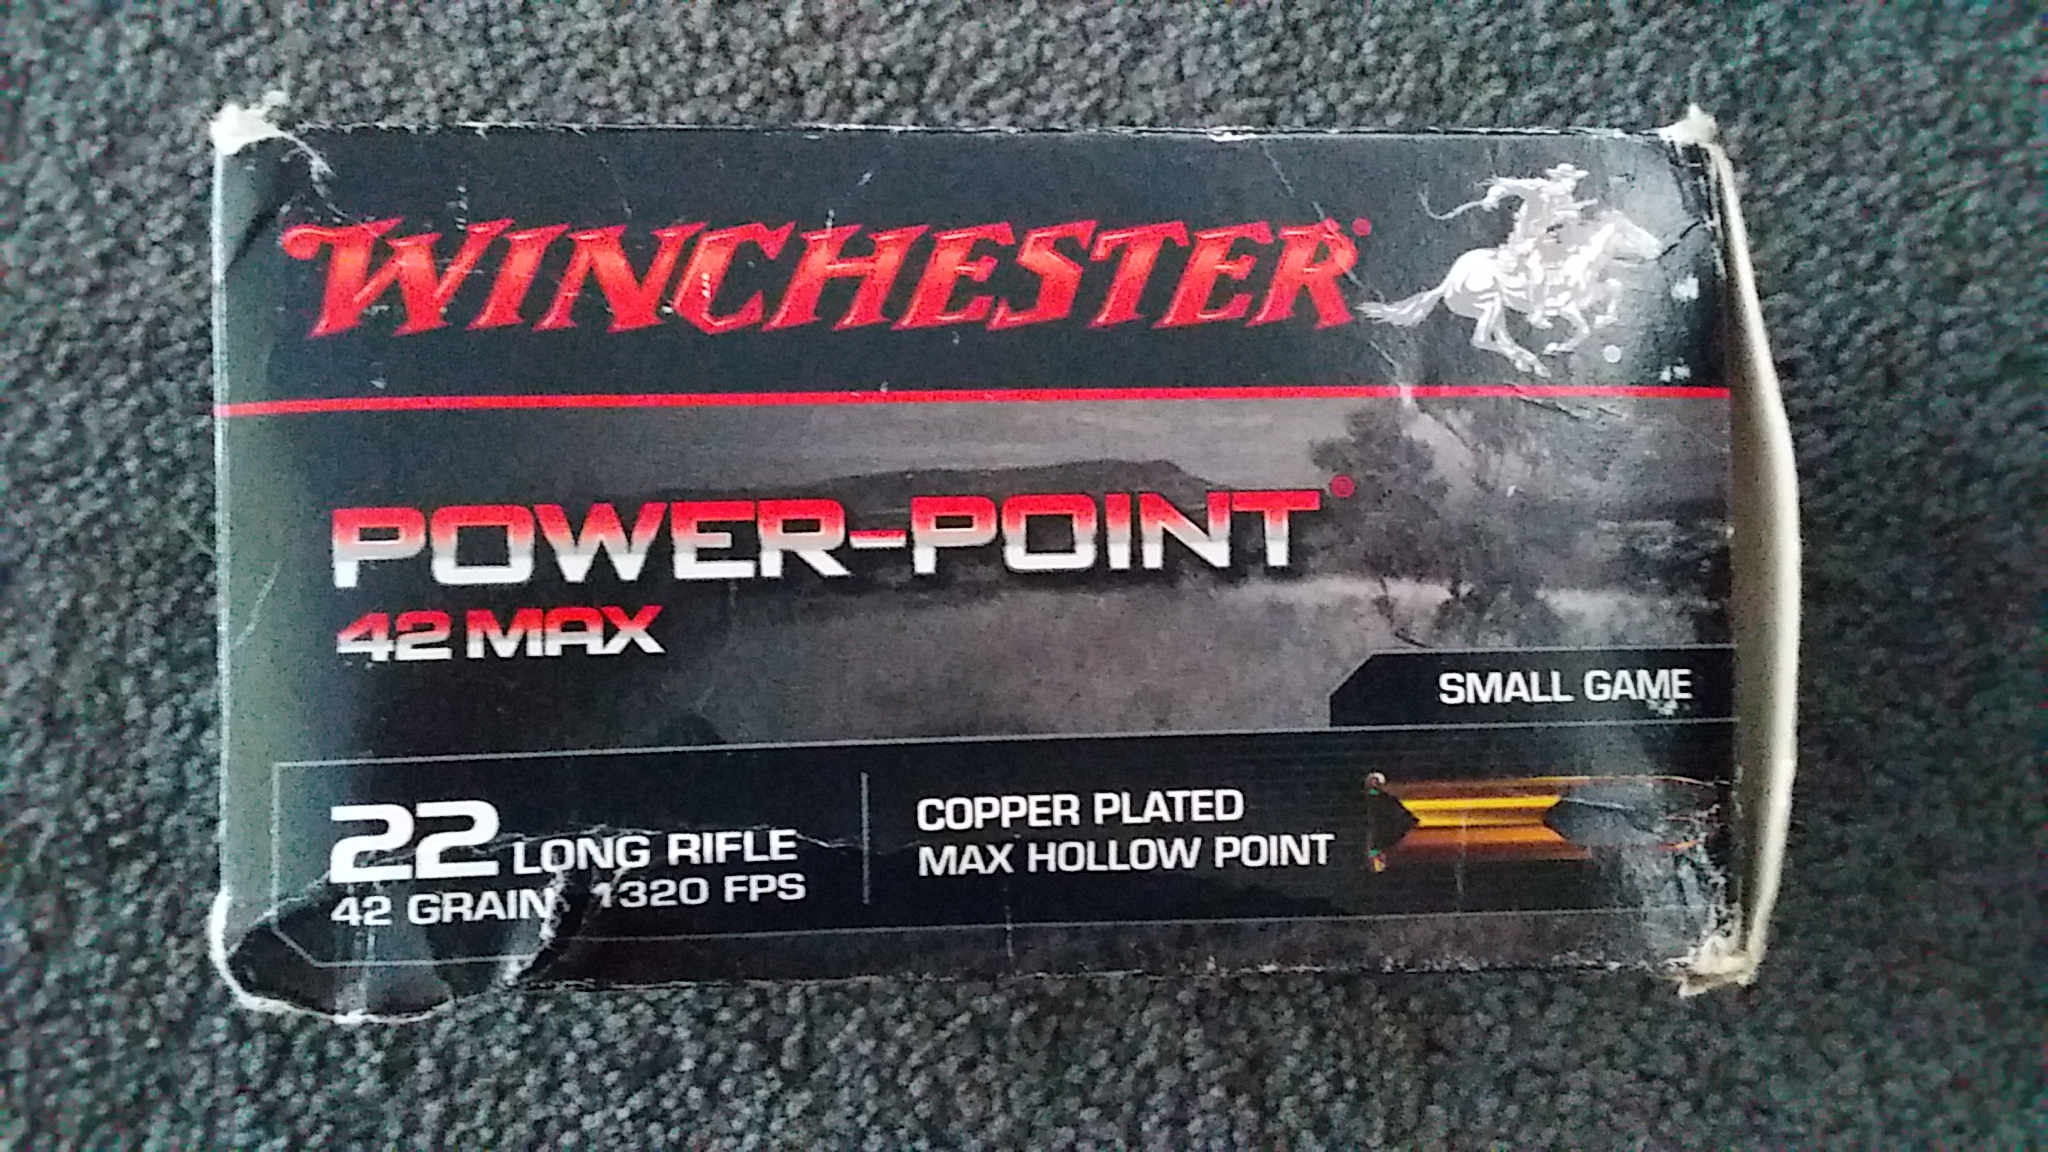 WINCHESTER®
POWER-POINT®
42 MAX
SMALL GAME
22 LONG RIFLE
42 GRAIN 1320 FPS
COPPER PLATED
MAX HOLLOW POINT